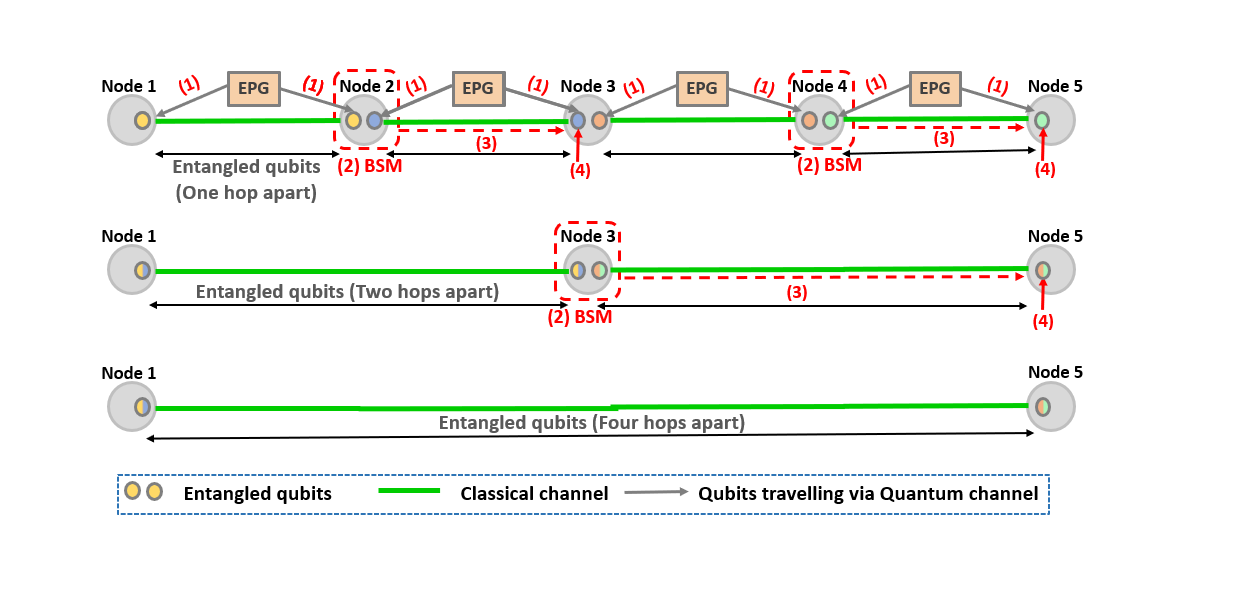 Node 1
(1)
EPG
(1)
Node 2
(1)
EPG
(1)
Node 3
(1)
EPG
(1)
Node 4
(1)
EPG
(1)
Node 5
(3)
(3)
Entangled qubits
(One hop apart)
(2) BSM
(4)
(2) BSM
(4)
Node 1
Node 3
Node 5
Entangled qubits (Two hops apart)
(3)
(2) BSM
(4)
Node 1
Node 5
Entangled qubits (Four hops apart)
Entangled qubits
Classical channel
Qubits travelling via Quantum channel